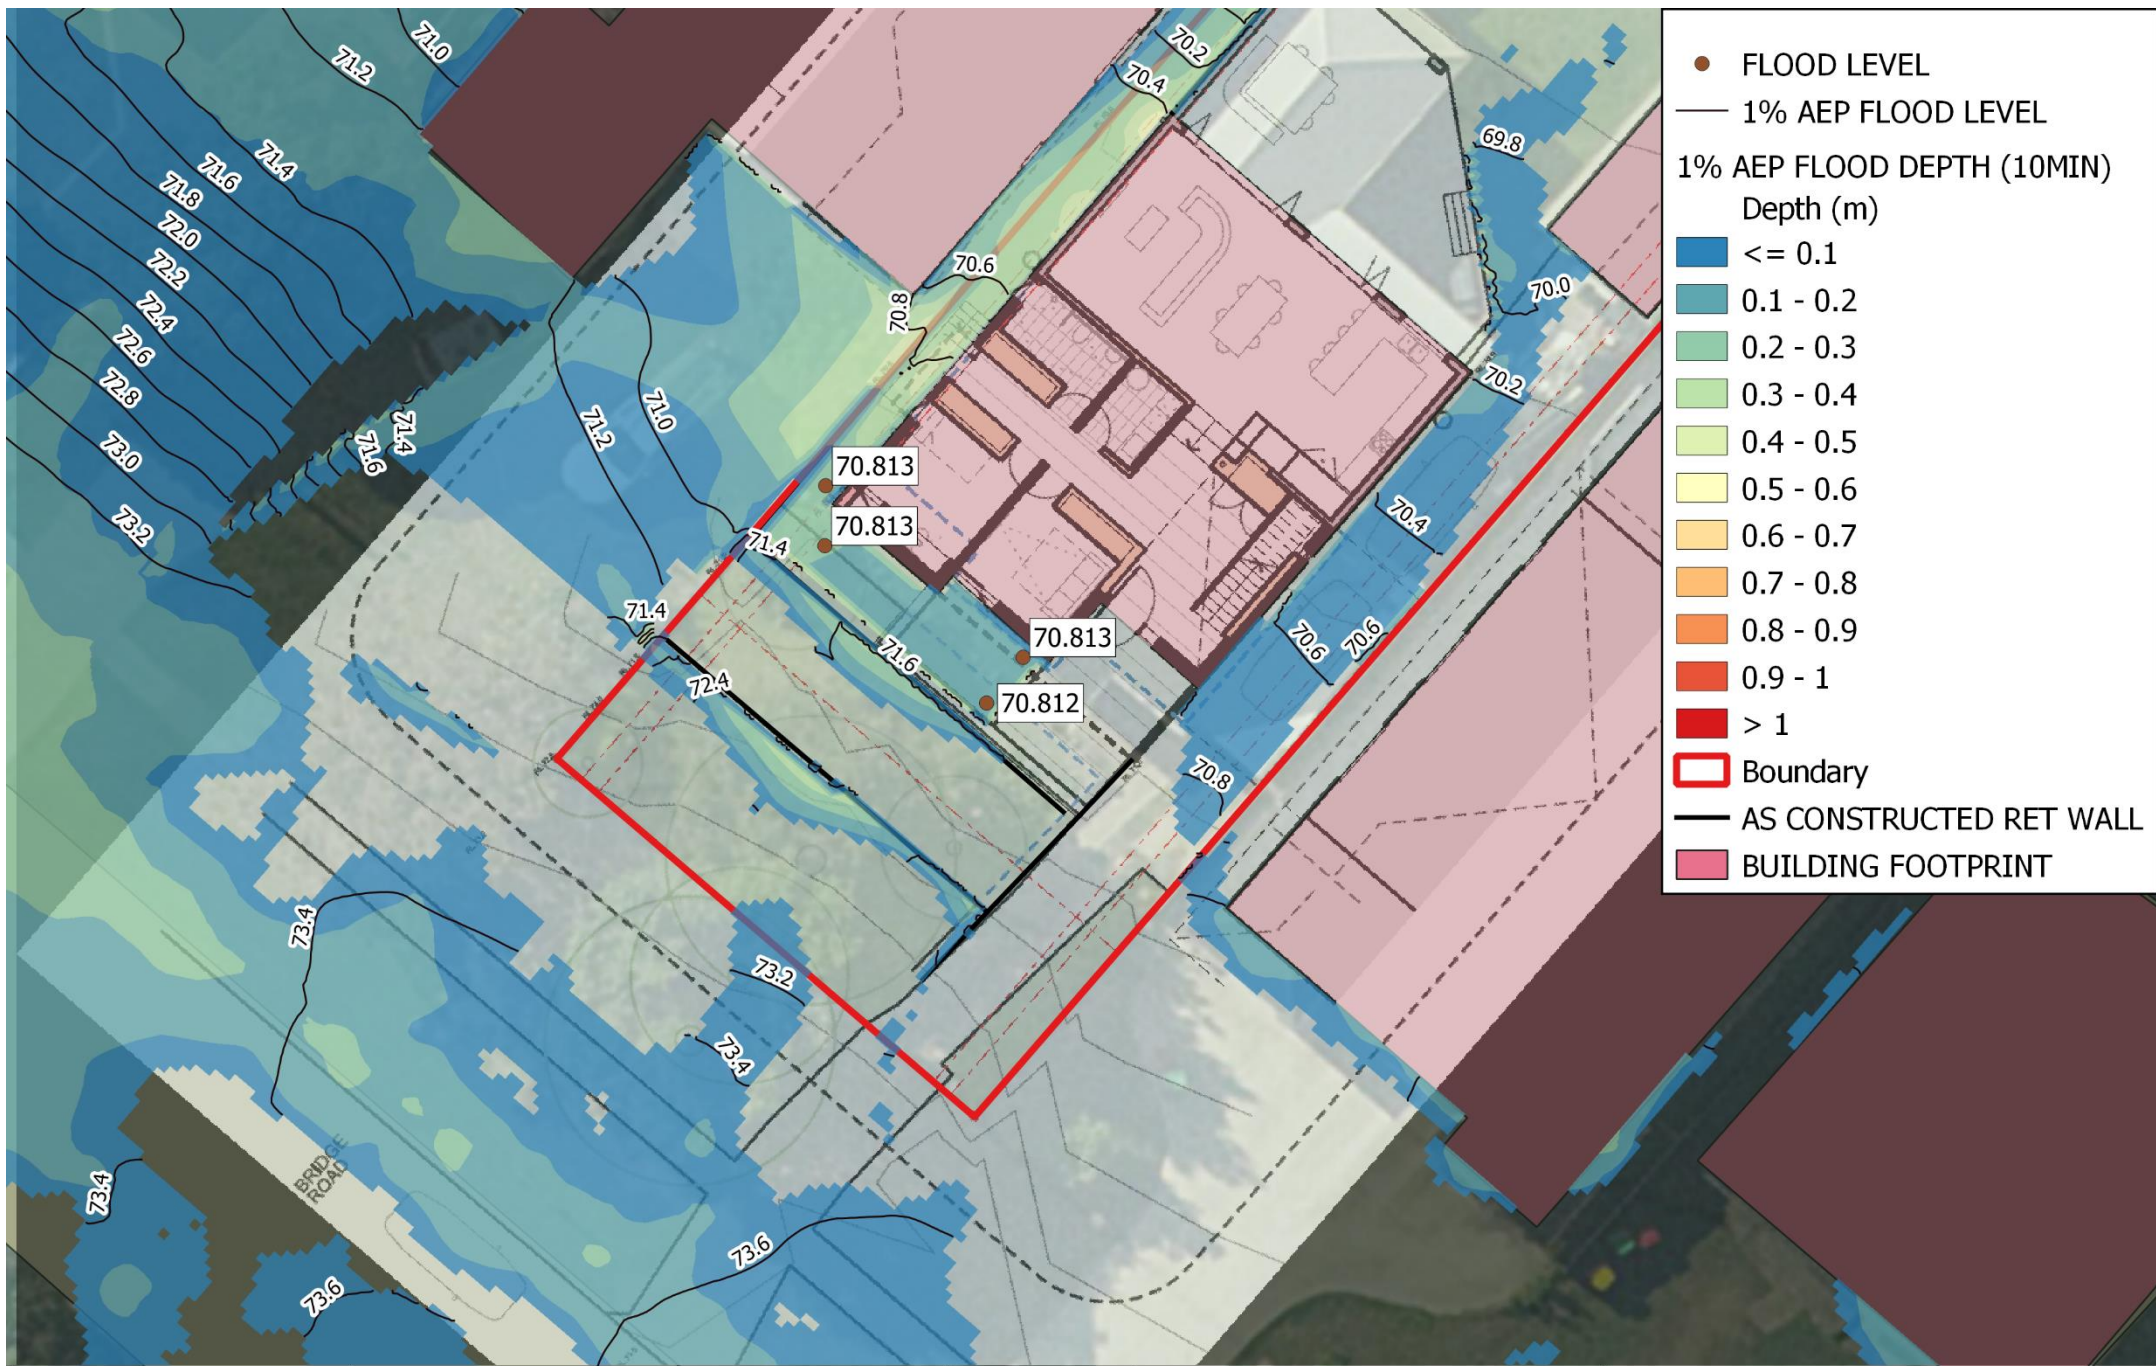 FLOOD LEVEL
1% AEP FLOOD LEVEL
1% AEP FLOOD DEPTH (10MIN)
Depth (m)
<= 0.1
0.1 - 0.2
0.2 - 0.3
0.3 - 0.4
0.4 - 0.5
0.5 - 0.6
0.6 - 0.7
0.7 - 0.8
0.8 - 0.9
0.9 - 1
> 1
Boundary
AS CONSTRUCTED RET WALL
BUILDING FOOTPRINT
71.0
71.2
70.2
70.4
69.8
71.4
71.6
71.8
72.0
72.2
72.4
72.6
72.8
73.0
73.2
70.6
70.8
70.0
70.2
71.4
71.6
71.2
71.0
70.813
70.813
71.4
70.4
71.4
70.813
70.6
70.6
71.6
72.4
70.812
70.8
73.4
73.2
73.4
BRIDGE
ROAD
73.4
73.6
73.6